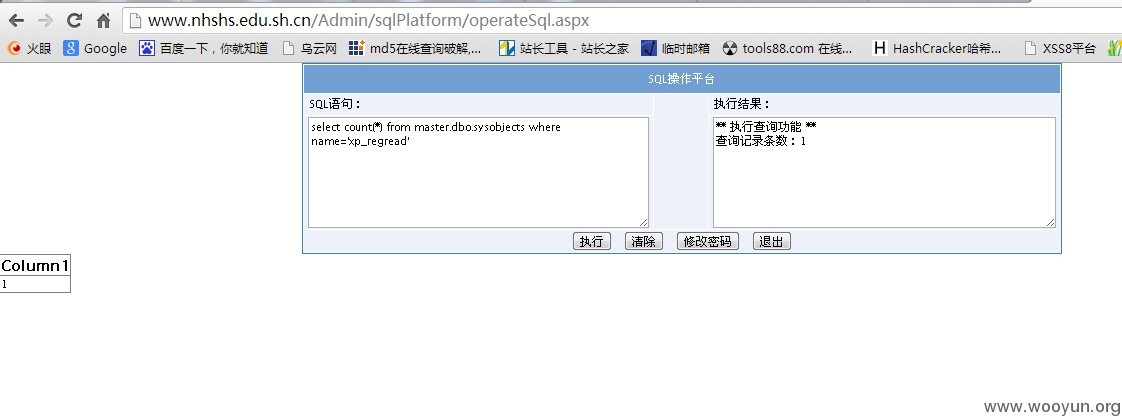 www.nhshs.edu.sh.cn/Admin/sqlPlatform/operateSql.aspx
火眼 Google 百度一下，你就知道 乌云网 md5在线查询破解,... 站长工具 - 站长之家 临时邮箱 tools88.com 在线... HashCracker哈希... XSS8平台
SQL操作平台
SQL语句：
执行结果：
select count(*) from master.dbo.sysobjects where
name='xp_regread'
** 执行查询功能 **
查询记录条数：1
执行 清除 修改密码 退出
Column1
1
www.wooyun.org